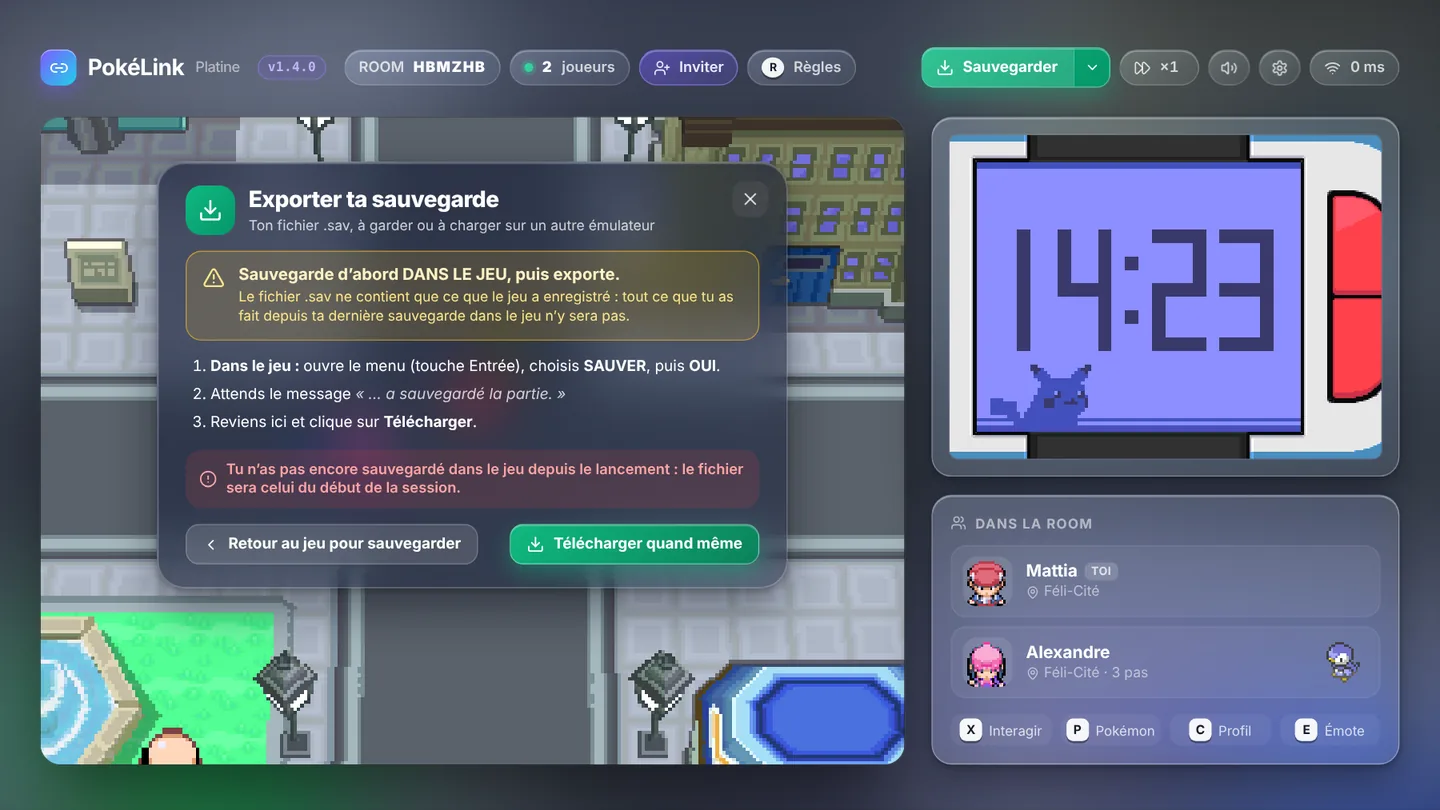 PokéLink Platine v1.4.0 ROOM HBMZHB 2 joueurs Inviter R Règles Sauvegarder ×1 0 ms
Exporter ta sauvegarde
Ton fichier .sav, à garder ou à charger sur un autre émulateur
Sauvegarde d’abord DANS LE JEU, puis exporte.
Le fichier .sav ne contient que ce que le jeu a enregistré : tout ce que tu as
fait depuis ta dernière sauvegarde dans le jeu n’y sera pas.
1. Dans le jeu : ouvre le menu (touche Entrée), choisis SAUVER, puis OUI.
2. Attends le message « … a sauvegardé la partie. »
3. Reviens ici et clique sur Télécharger.
Tu n’as pas encore sauvegardé dans le jeu depuis le lancement : le fichier
sera celui du début de la session.
Retour au jeu pour sauvegarder
Télécharger quand même
14:23
DANS LA ROOM
Mattia TOI
Féli-Cité
Alexandre
Féli-Cité · 3 pas
X Interagir P Pokémon C Profil E Émote